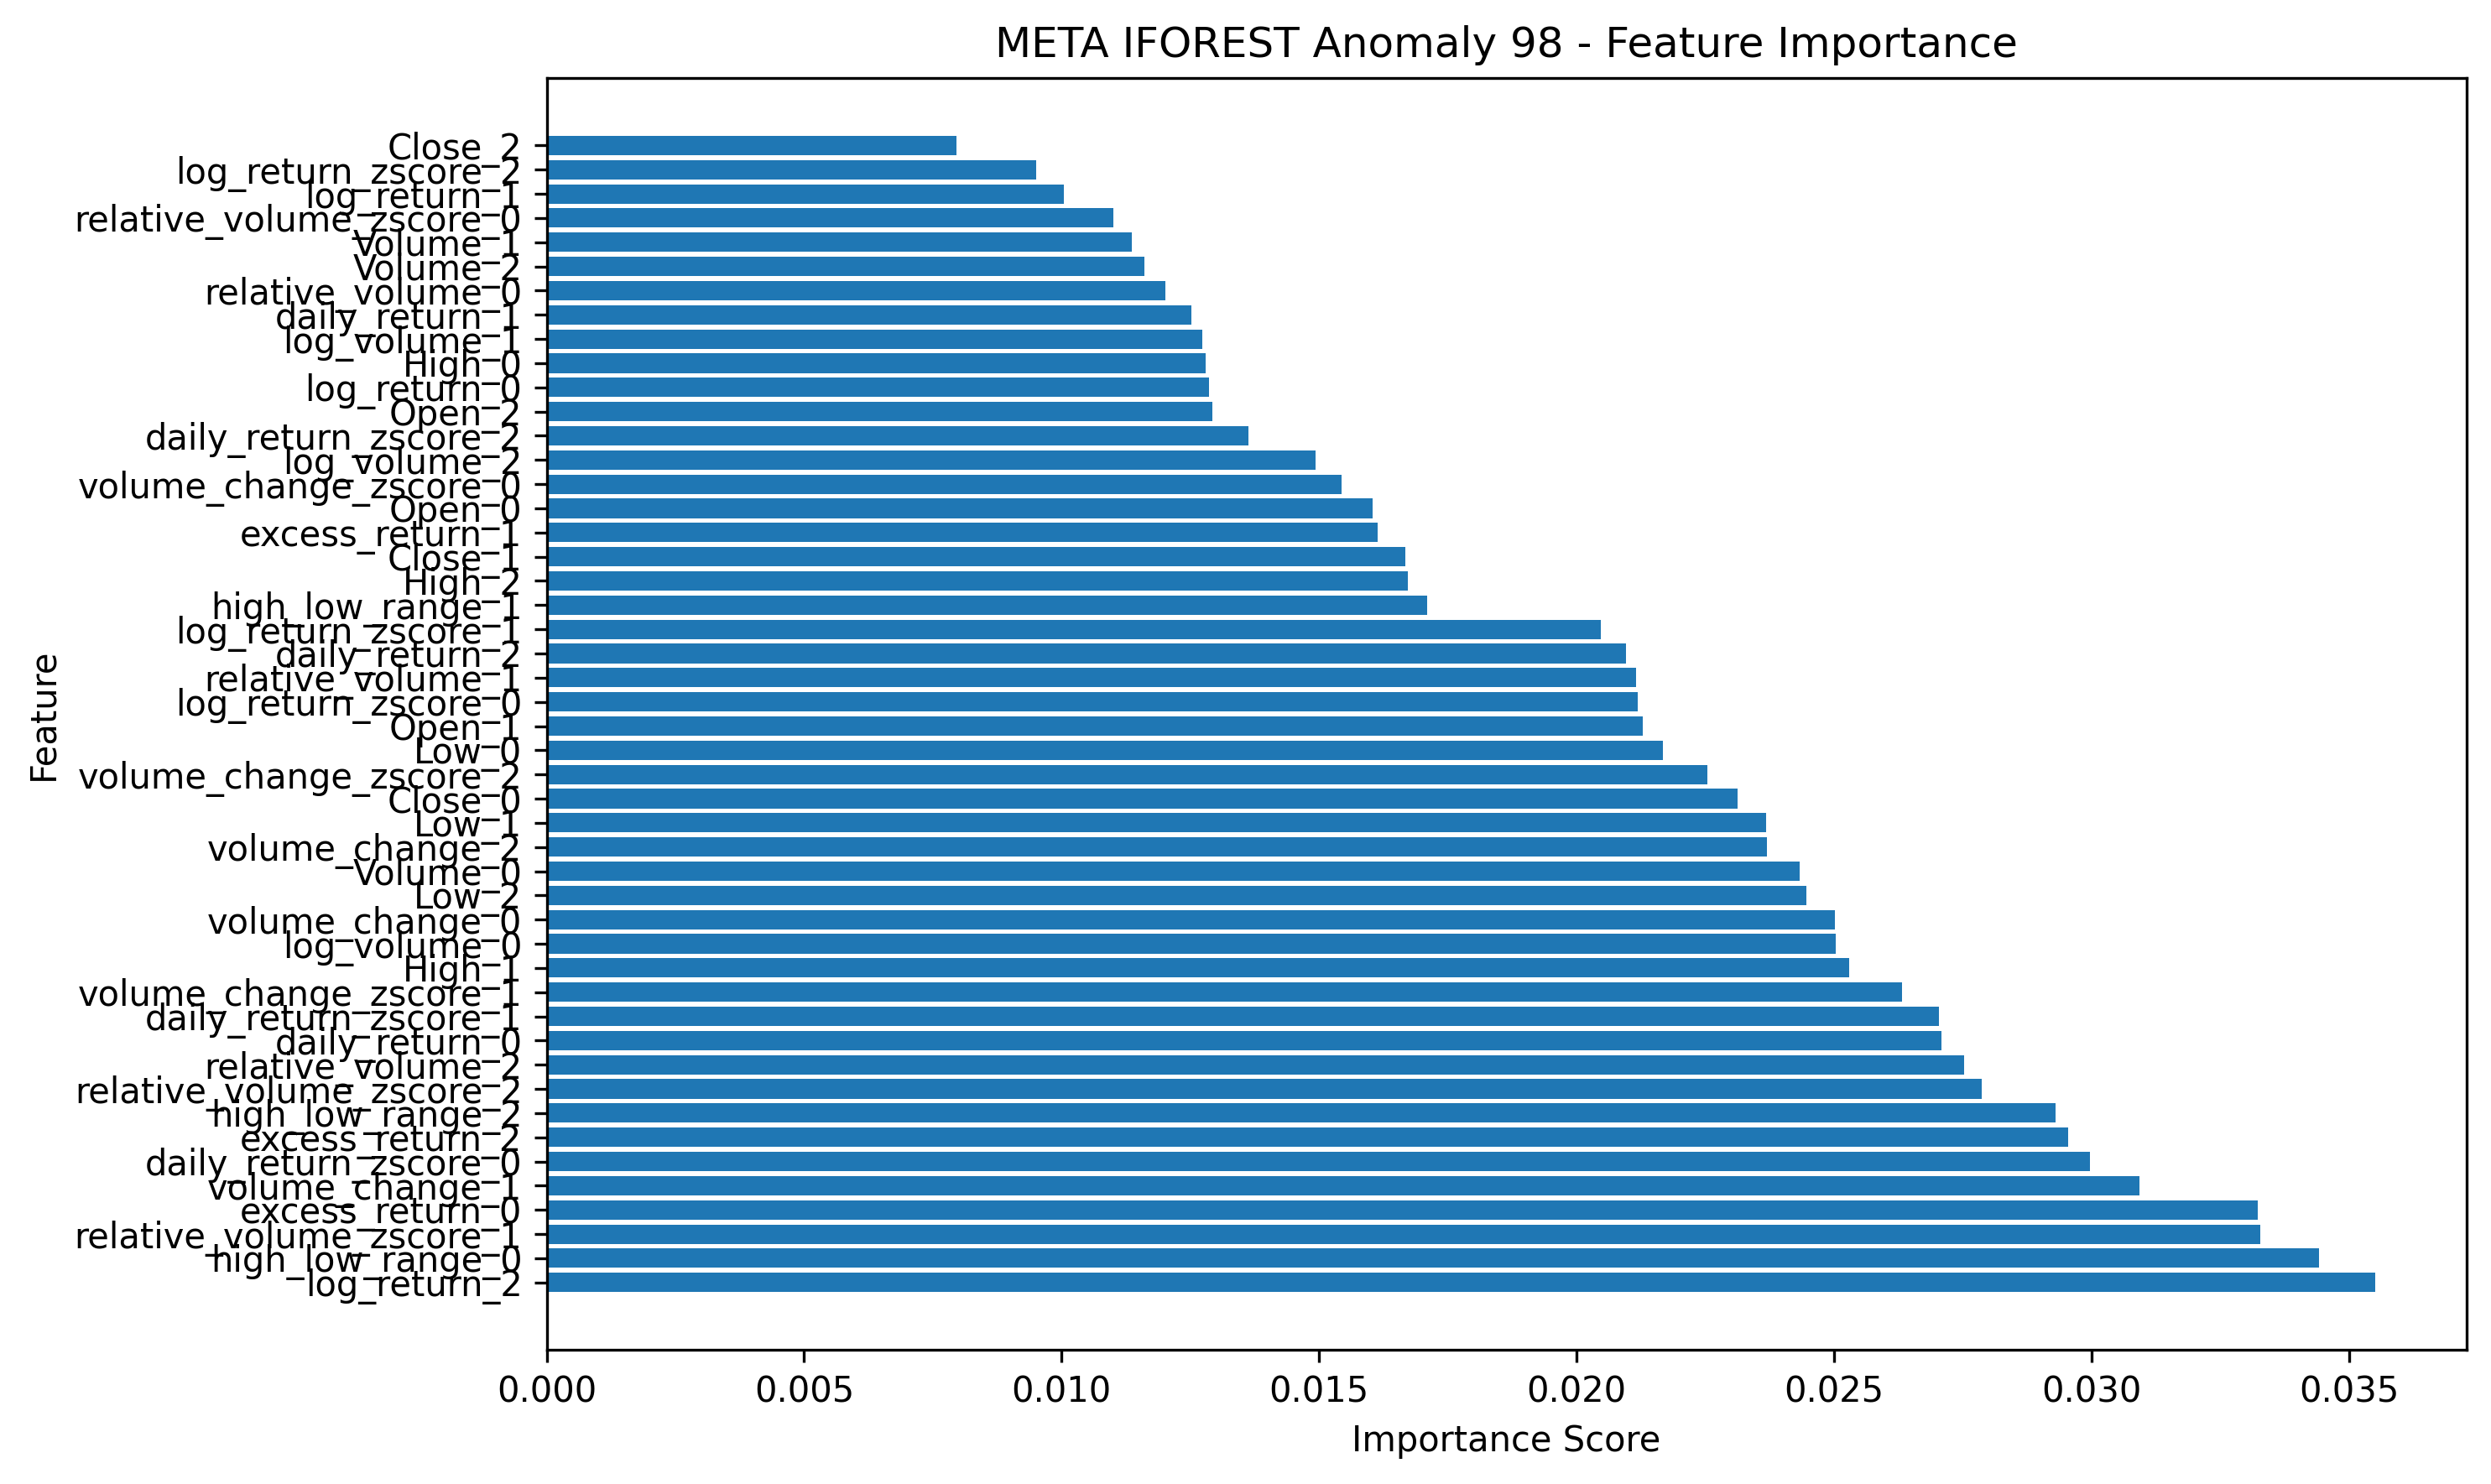 META IFOREST Anomaly 98 - Feature Importance
Close_2
log_return_zscore_2
log_return_1
relative_volume_zscore_0
Volume_1
Volume_2
relative_volume_0
daily_return_1
log_volume_1
High_0
log_return_0
Open_2
daily_return_zscore_2
log_volume_2
volume_change_zscore_0
Open_0
excess_return_1
Close_1
High_2
high_low_range_1
log_return_zscore_1
daily_return_2
relative_volume_1
log_return_zscore_0
Open_1
Low_0
volume_change_zscore_2
Close_0
Low_1
volume_change_2
Volume_0
Low_2
volume_change_0
log_volume_0
High_1
volume_change_zscore_1
daily_return_zscore_1
daily_return_0
relative_volume_2
relative_volume_zscore_2
high_low_range_2
excess_return_2
daily_return_zscore_0
volume_change_1
excess_return_0
relative_volume_zscore_1
high_low_range_0
log_return_2
Feature
0.000 0.005 0.010 0.015 0.020 0.025 0.030 0.035
Importance Score